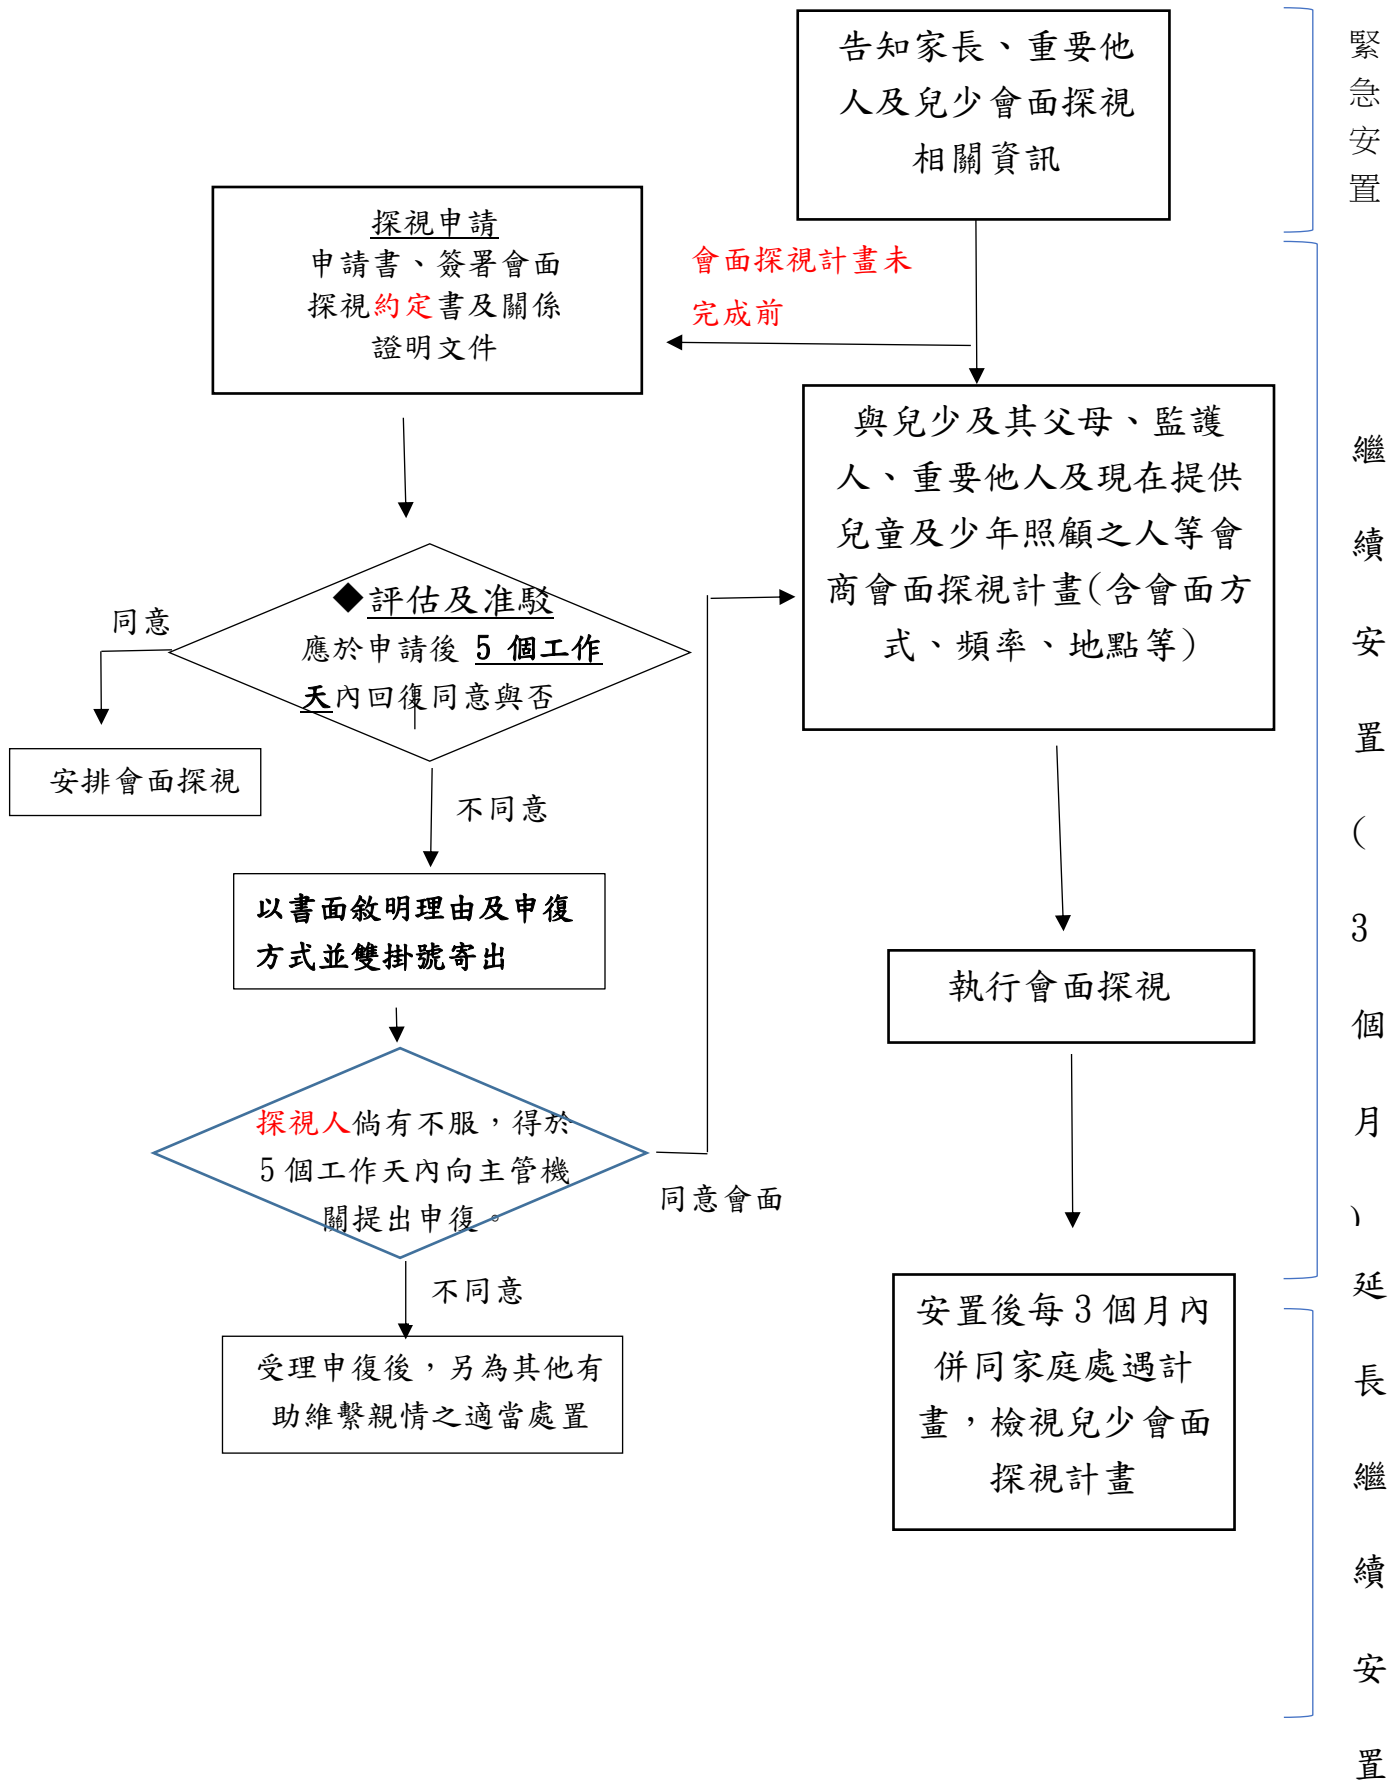 告知家長、重要他
人及兒少會面探視
相關資訊
緊
急
安
置
探視申請
申請書、簽署會面
探視約定書及關係
證明文件
會面探視計畫未
完成前
與兒少及其父母、監護
人、重要他人及現在提供
兒童及少年照顧之人等會
商會面探視計畫(含會面方
式、頻率、地點等)
◆評估及准駁
應於申請後 5 個工作
天內回復同意與否
同意
安排會面探視
不同意
以書面敘明理由及申復
方式並雙掛號寄出
執行會面探視
探視人倘有不服，得於
5 個工作天內向主管機
關提出申復。
同意會面
不同意
受理申復後，另為其他有
助維繫親情之適當處置
安置後每 3 個月內
併同家庭處遇計
畫，檢視兒少會面
探視計畫
繼
續
安
置
(
3
個
月
)
延
長
繼
續
安
置